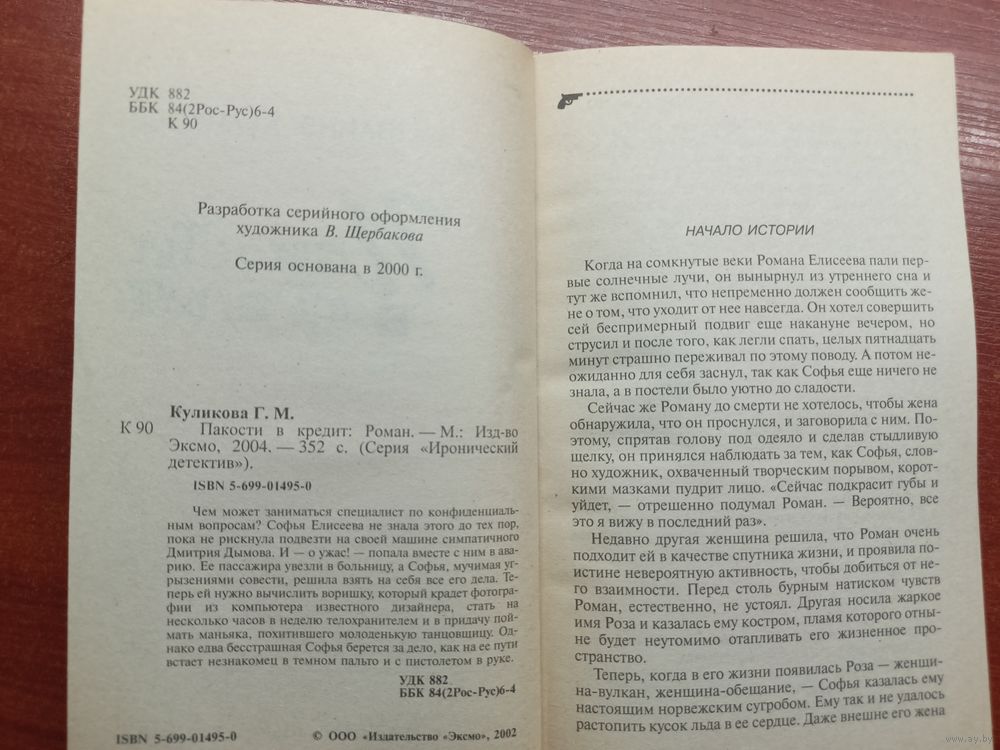 УДК 882
ББК 84(2Рос-Рус)6-4
К 90
Разработка серийного оформления
художника В. Щербакова
Серия основана в 2000 г.
Куликова Г. М.
К 90 Пакости в кредит: Роман. — М.: Изд-во
Эксмо, 2004. — 352 с. (Серия «Иронический
детектив»).
ISBN 5-699-01495-0
Чем может заниматься специалист по конфиденциаль-
ным вопросам? Софья Елисеева не знала этого до тех пор,
пока не рискнула подвезти на своей машине симпатичного
Дмитрия Дымова. И — о ужас! — попала вместе с ним в ава-
рию. Ее пассажира увезли в больницу, а Софья, мучимая уг-
рызениями совести, решила взять на себя все его дела. Те-
перь ей нужно вычислить воришку, который крадет фотогра-
фии из компьютера известного дизайнера, стать на
несколько часов в неделю телохранителем и в придачу пой-
мать маньяка, похитившего молоденькую танцовщицу. Од-
нако едва бесстрашная Софья берется за дело, как на ее пути
встает незнакомец в темном пальто и с пистолетом в руке.
УДК 882
ББК 84(2Рос-Рус)6-4
ISBN 5-699-01495-0
© ООО «Издательство «Эксмо», 2002
НАЧАЛО ИСТОРИИ
Когда на сомкнутые веки Романа Елисеева пали пер-
вые солнечные лучи, он вынырнул из утреннего сна и
тут же вспомнил, что непременно должен сообщить же-
не о том, что уходит от нее навсегда. Он хотел совершить
сей беспримерный подвиг еще накануне вечером, но
струсил и после того, как легли спать, целых пятнадцать
минут страшно переживал по этому поводу. А потом не-
ожиданно для себя заснул, так как Софья еще ничего не
знала, а в постели было уютно до сладости.
Сейчас же Роману до смерти не хотелось, чтобы жена
обнаружила, что он проснулся, и заговорила с ним. По-
этому, спрятав голову под одеяло и сделав стыдливую
щелку, он принялся наблюдать за тем, как Софья, слов-
но художник, охваченный творческим порывом, корот-
кими мазками пудрит лицо. «Сейчас подкрасит губы и
уйдет, — отрешенно подумал Роман. — Вероятно, все
это я вижу в последний раз».
Недавно другая женщина решила, что Роман очень
подходит ей в качестве спутника жизни, и проявила по-
истине невероятную активность, чтобы добиться от не-
го взаимности. Перед столь бурным натиском чувств
Роман, естественно, не устоял. Другая носила жаркое
имя Роза и казалась ему костром, пламя которого отны-
не будет неутомимо отапливать его жизненное про-
странство.
Теперь, когда в его жизни появилась Роза — женщи-
на-вулкан, женщина-обещание, — Софья казалась ему
настоящим норвежским сугробом. Ему так и не удалось
растопить кусок льда в ее сердце. Даже внешне его жена
www.ay.by